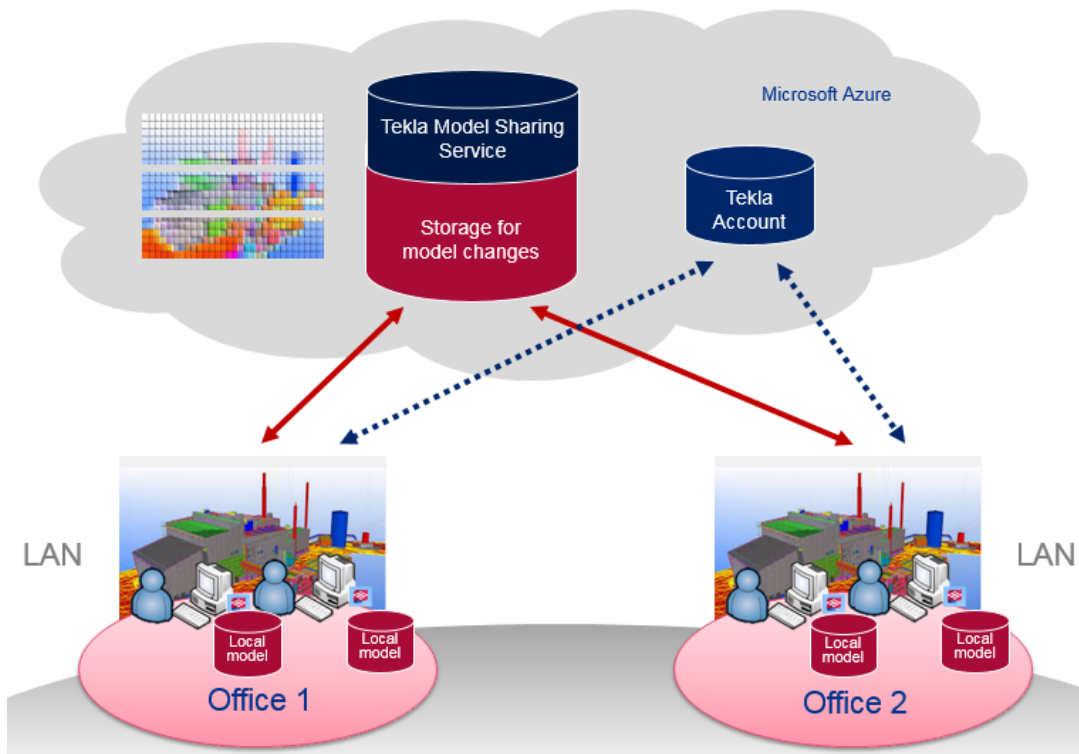 Microsoft Azure
Tekla Model Sharing
Service
Storage for
model changes
Tekla
Account
LAN
LAN
Local
model
Local
model
Office 1
Local
model
Local
model
Office 2